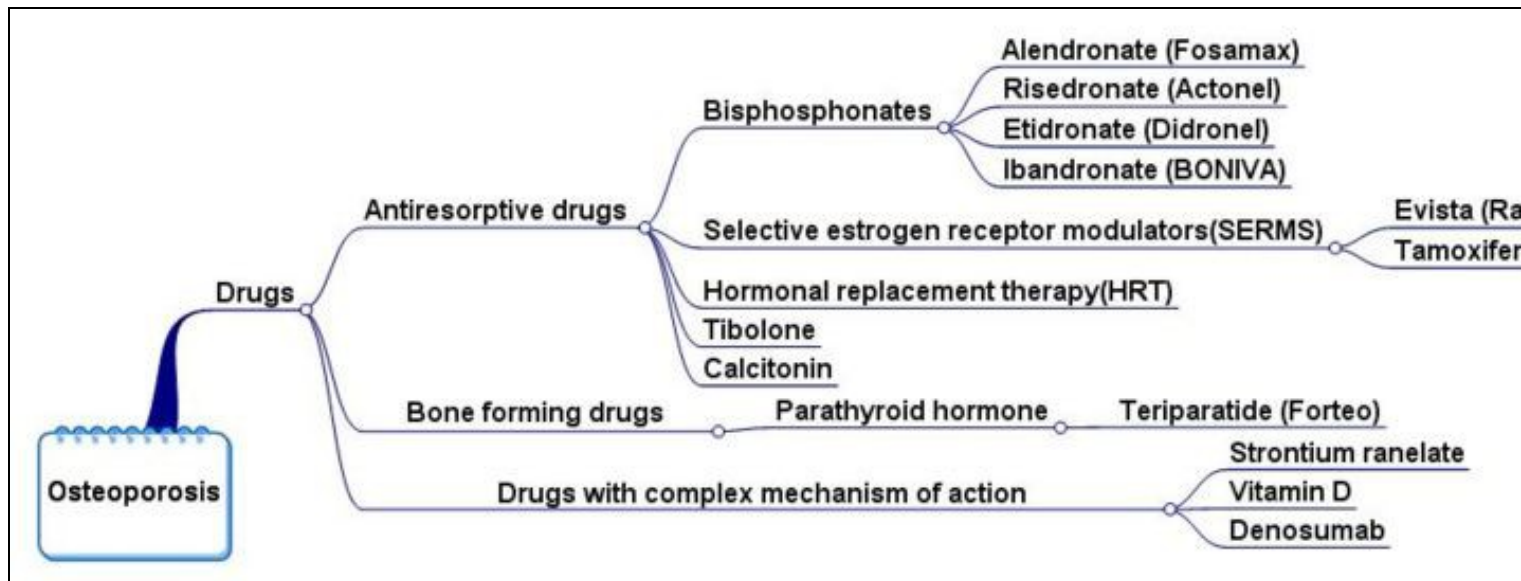 Alendronate (Fosamax)
Risedronate (Actonel)
Bisphosphonates
Etidronate (Didronel)
Ibandronate (BONIVA)
Antiresorptive drugs
Evista
Selective estrogen receptor modulators(SERMS)
Drugs
Hormonal replacement therapy(HRT)
Tibolone
Calcitonin
Bone forming drugs
Parathyroid hormone
Teriparatide (Forteo)
Strontium ranelate
Osteoporosis
Drugs with complex mechanism of action
Vitamin D
Denosumab